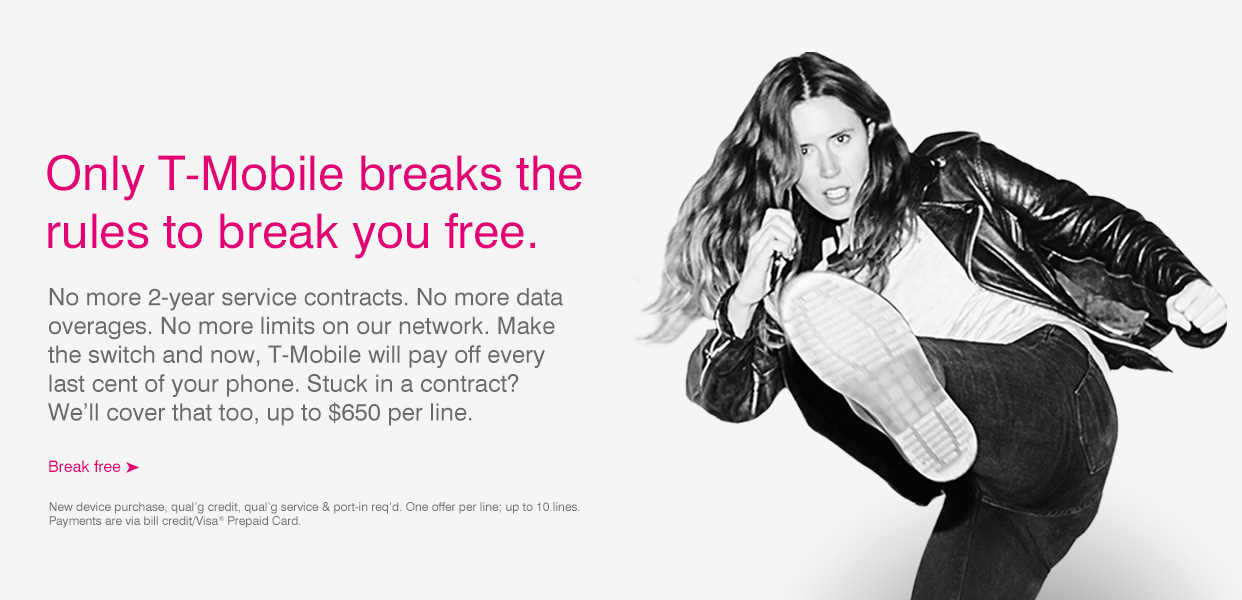 Only T-Mobile breaks the
rules to break you free.
No more 2-year service contracts. No more data
overages. No more limits on our network. Make
the switch and now, T-Mobile will pay off every
last cent of your phone. Stuck in a contract?
We’ll cover that too, up to $650 per line.
Break free ➤
New device purchase, qual’g credit, qual’g service & port-in req’d. One offer per line; up to 10 lines.
Payments are via bill credit/Visa® Prepaid Card.